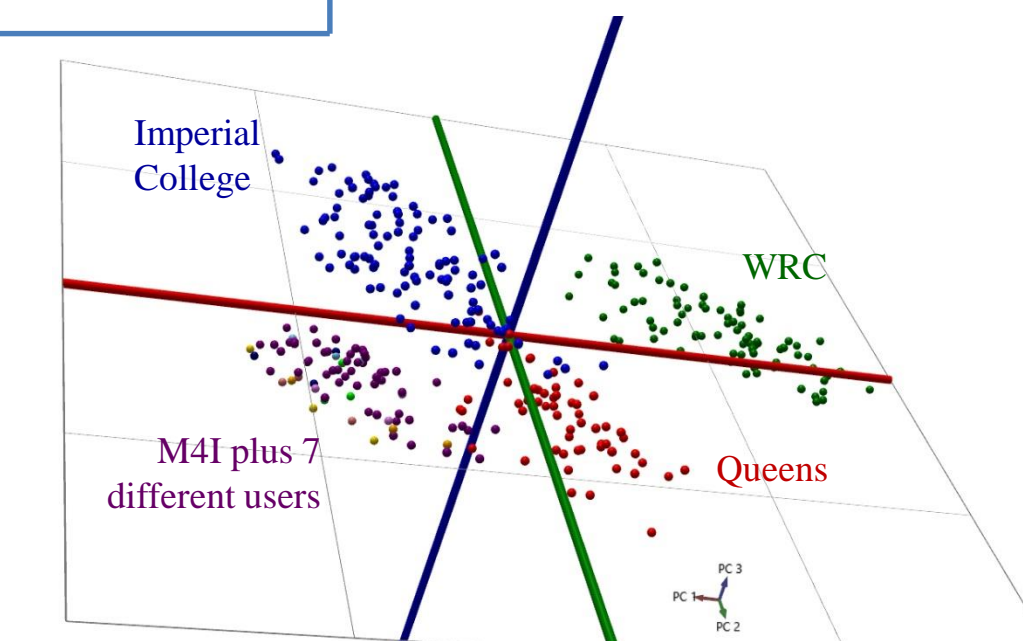 Imperial
College
WRC
M4I plus 7
different users
Queens
PC 3
PC 1
PC 2